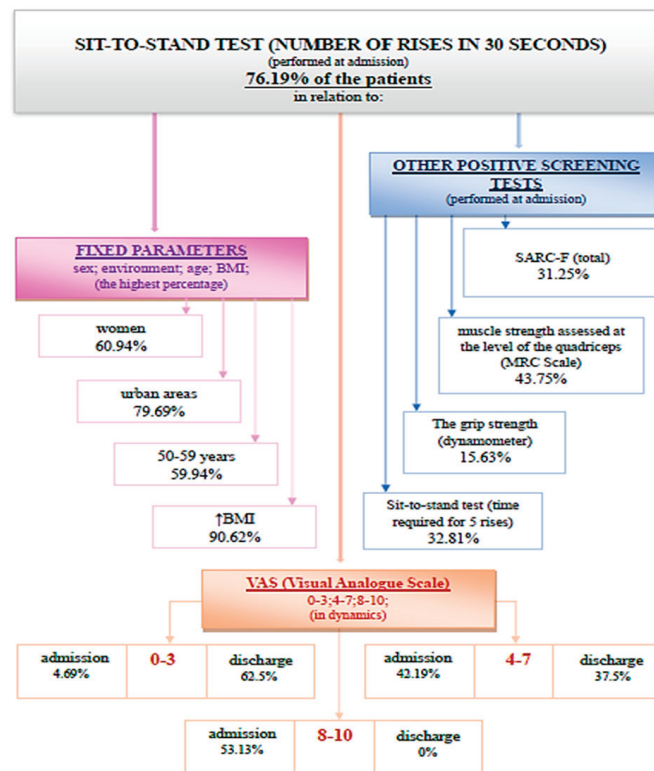 SIT-TO-STAND TEST (NUMBER OF RISES IN 30 SECONDS)
(performed at admission)
76.19% of the patients
in relation to:
OTHER POSITIVE SCREENING
TESTS
(performed at admission)
SARC-F (total)
31.25%
muscle strength assessed at
the level of the quadriceps
(MRC Scale)
43.75%
The grip strength
(dynamometer)
15.63%
Sit-to-stand test (time
required for 5 rises)
32.81%
FIXED PARAMETERS
sex; environment; age; BMI;
(the highest percentage)
women
60.94%
urban areas
79.69%
50-59 years
59.94%
↑BMI
90.62%
VAS (Visual Analogue Scale)
0-3;4-7;8-10;
(in dynamics)
admission
4.69%
0-3
discharge
62.5%
admission
42.19%
4-7
discharge
37.5%
admission
53.13%
8-10
discharge
0%